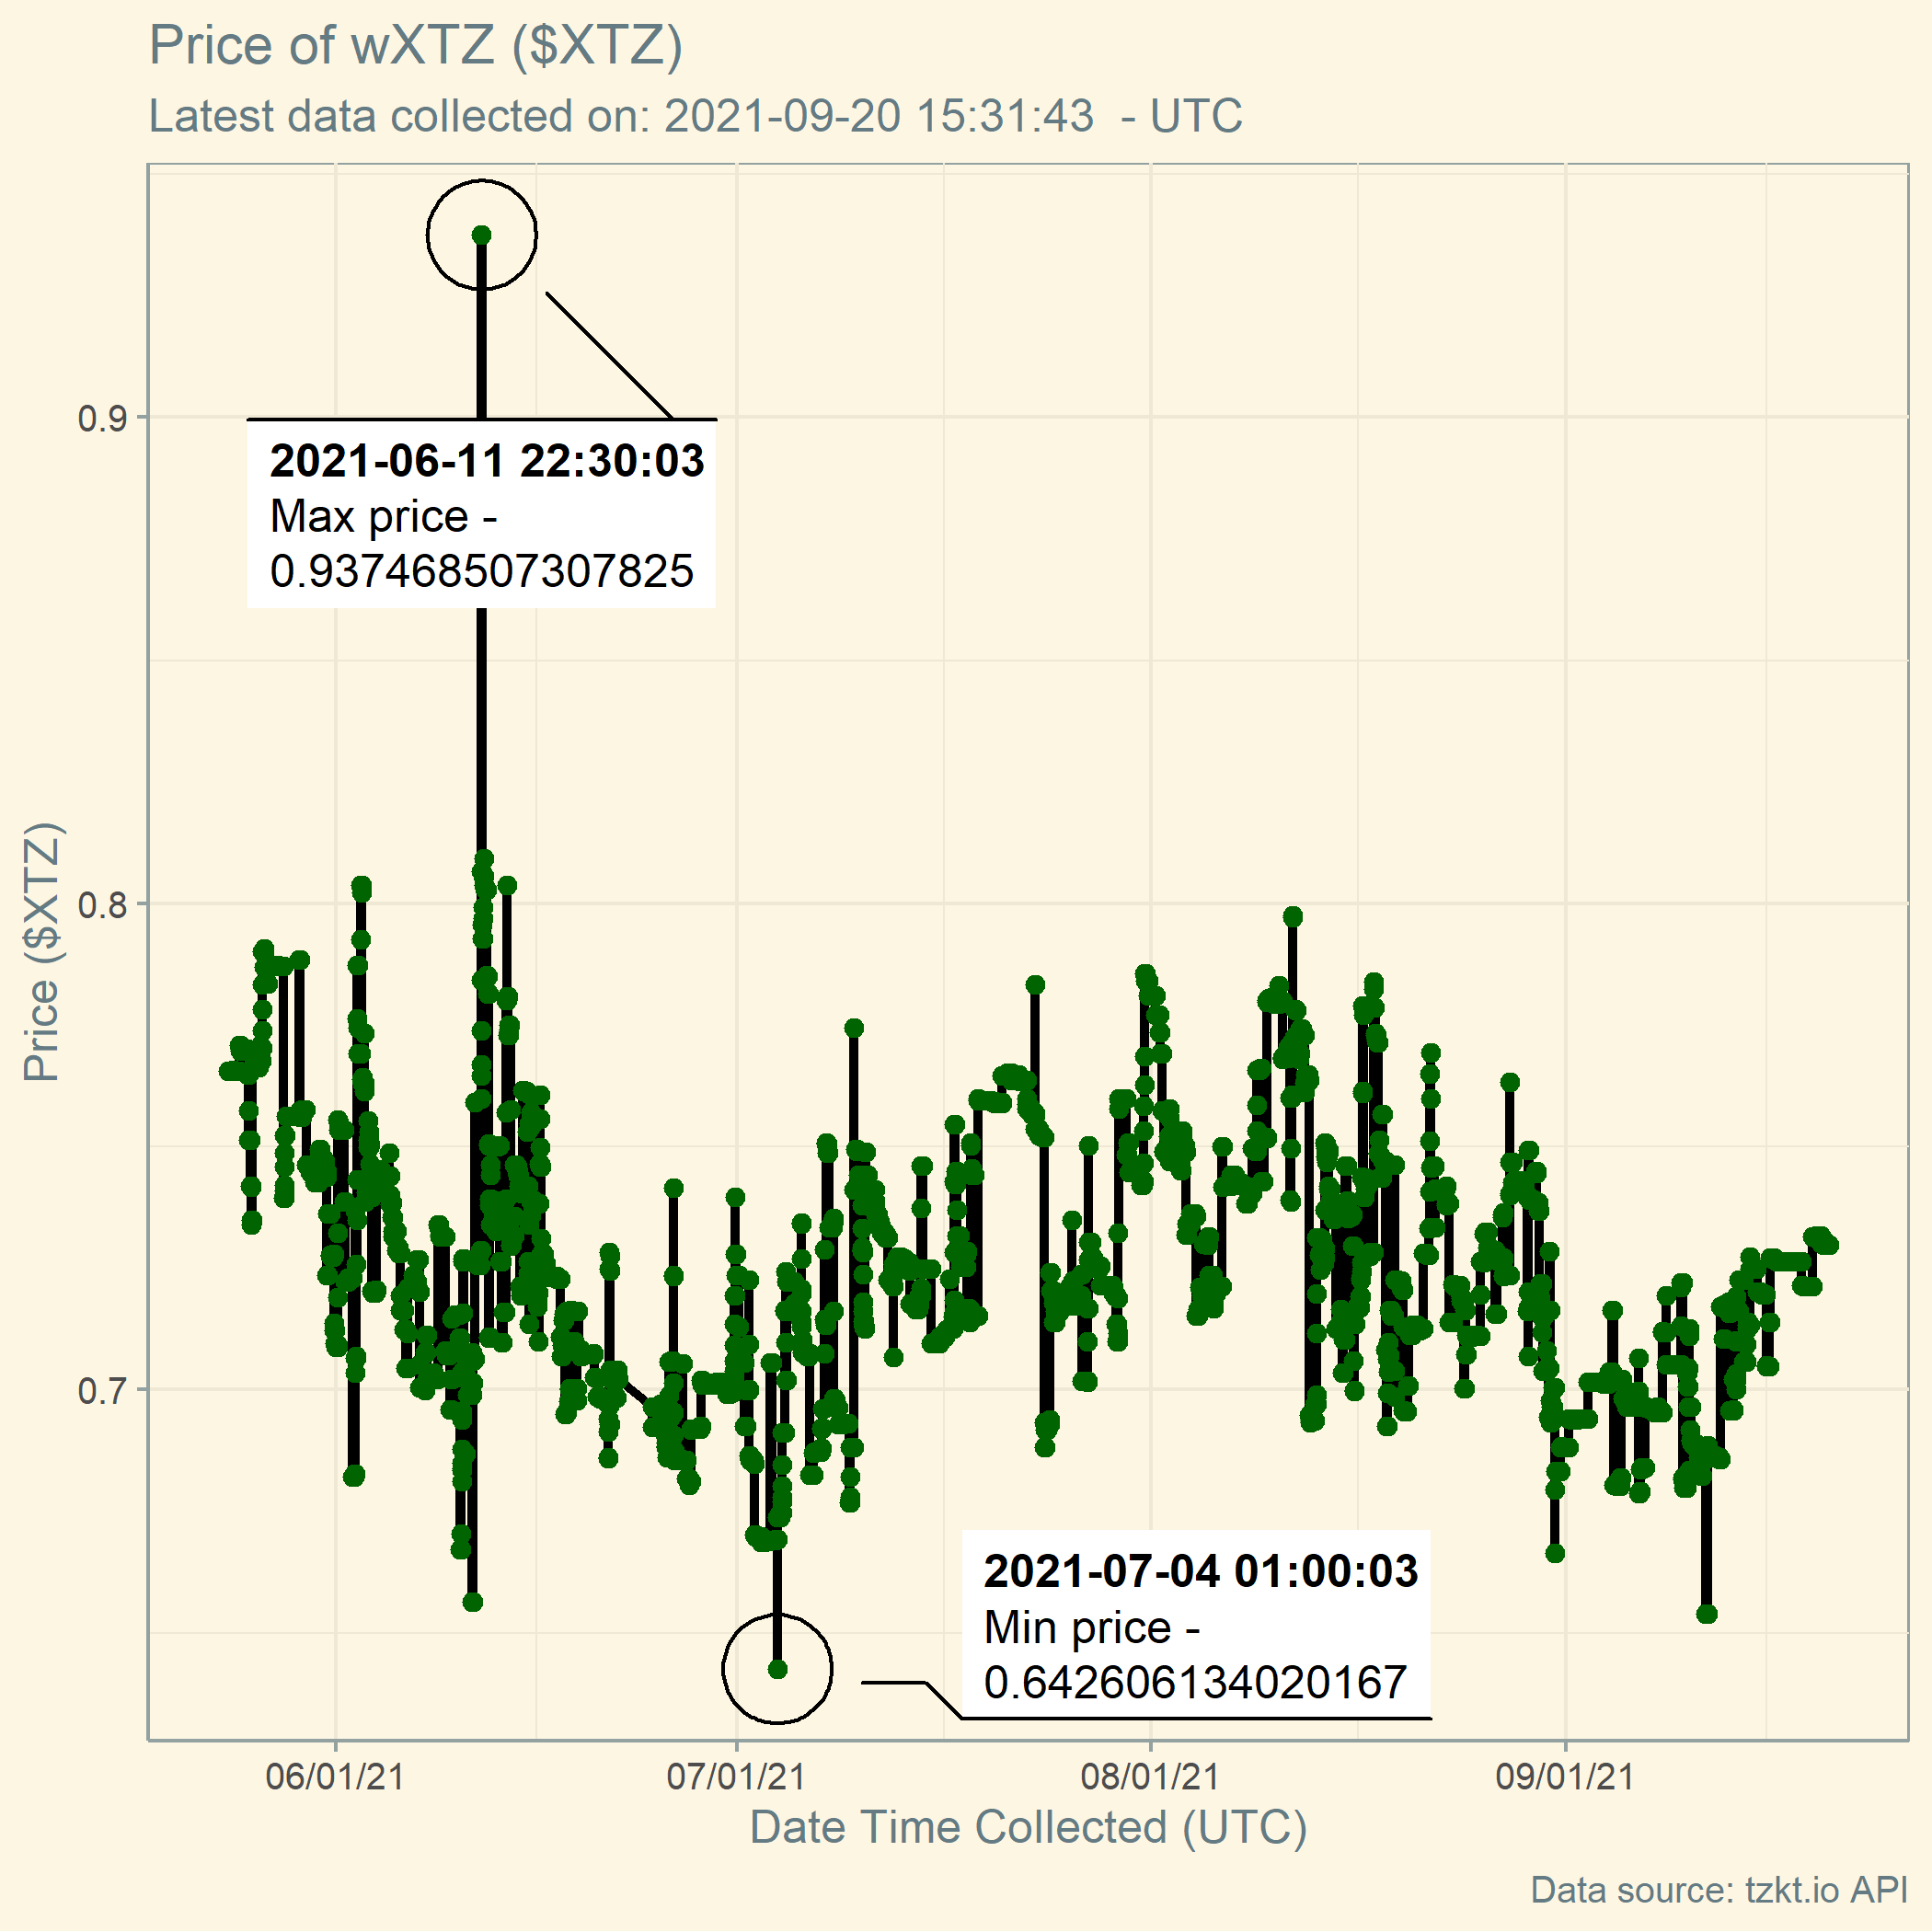 Price of wXTZ ($XTZ)
Latest data collected on: 2021-09-20 15:31:43  - UTC
Price ($XTZ)
0.9
0.8
0.7
2021-06-11 22:30:03
Max price -
0.937468507307825
2021-07-04 01:00:03
Min price -
0.642606134020167
06/01/21
07/01/21
08/01/21
09/01/21
Date Time Collected (UTC)
Data source: tzkt.io API